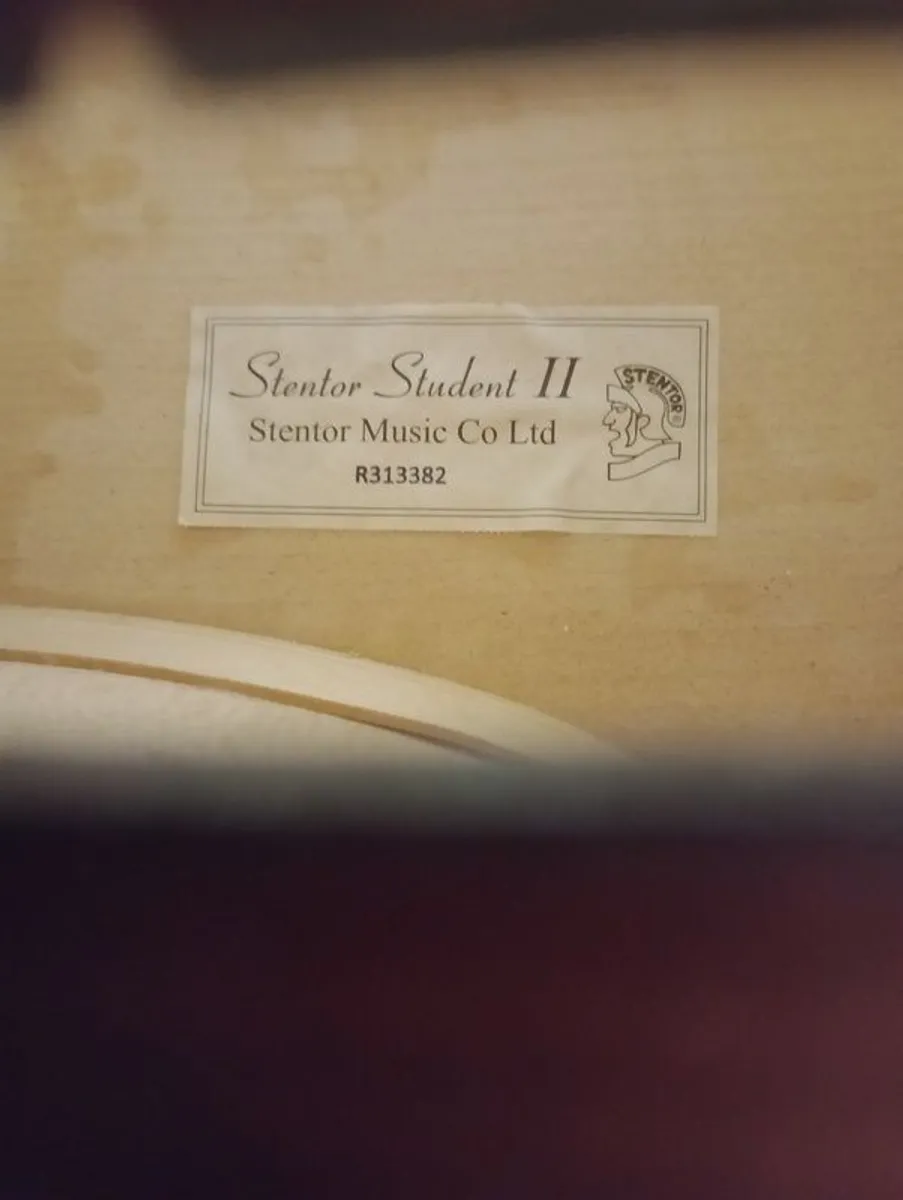 Stentor Student II
Stentor Music Co Ltd
R313382
STENTOR